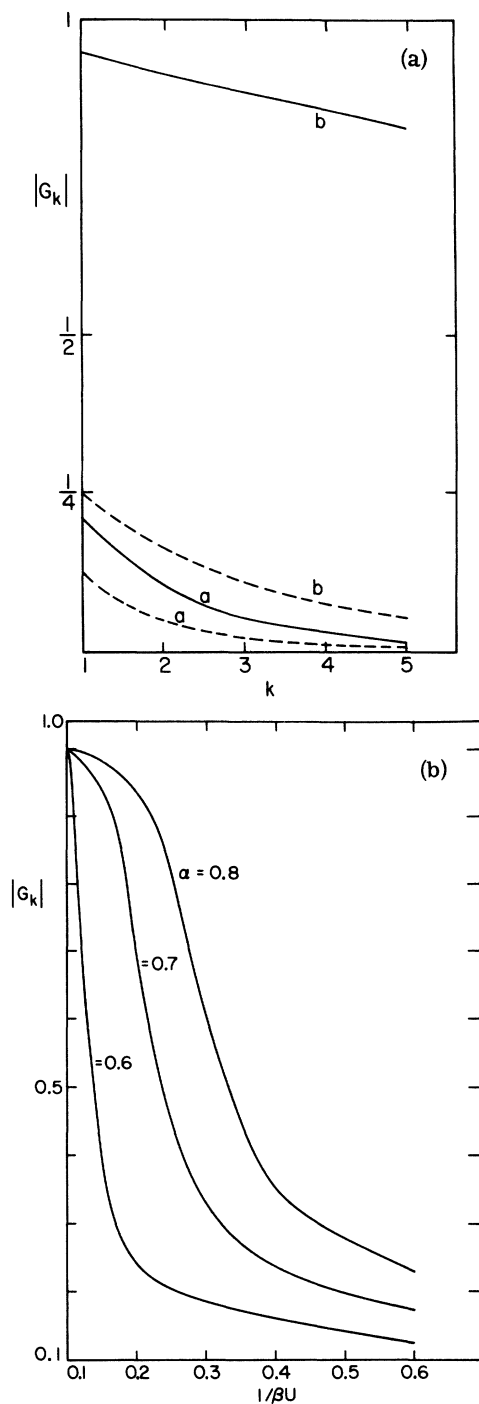 1
(a)
b
|G_k|
1/2
1/4
b
a
a
1 2 3 4 5
k
1.0
(b)
α = 0.8
|G_k|
= 0.7
= 0.6
0.5
0.1
0.1 0.2 0.3 0.4 0.5 0.6
1/βU